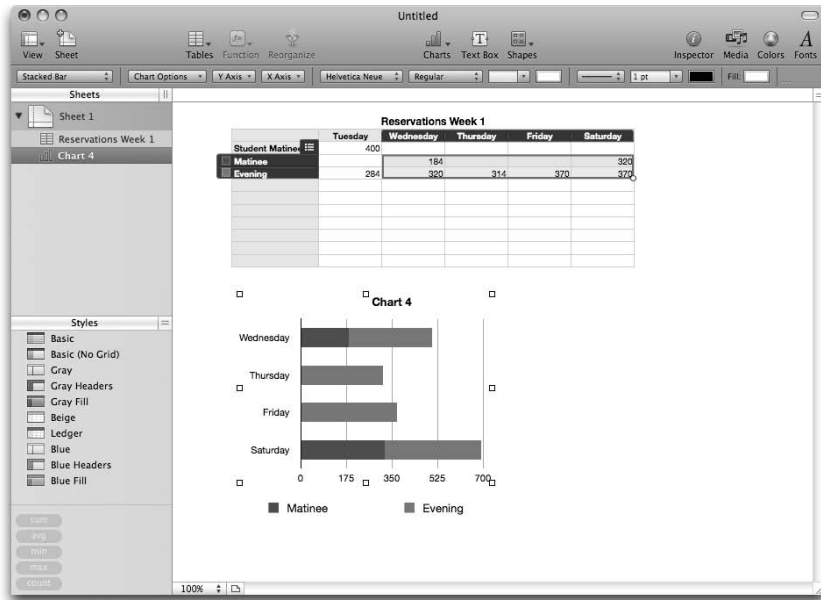 Untitled
View Sheet Tables Function Reorganize Charts Text Box Shapes Inspector Media Colors Fonts
Stacked Bar Chart Options Y Axis X Axis Helvetica Neue Regular 1 pt Fill:
Sheets
Sheet 1
Reservations Week 1
Chart 4
Reservations Week 1
Tuesday Wednesday Thursday Friday Saturday
Student Matinee 400
Matinee 184 320
Evening 284 320 314 370 370
Chart 4
Wednesday
Thursday
Friday
Saturday
0 175 350 525 700
Matinee Evening
Styles
Basic
Basic (No Grid)
Gray
Gray Headers
Gray Fill
Beige
Ledger
Blue
Blue Headers
Blue Fill
sum
avg
min
max
count
100%